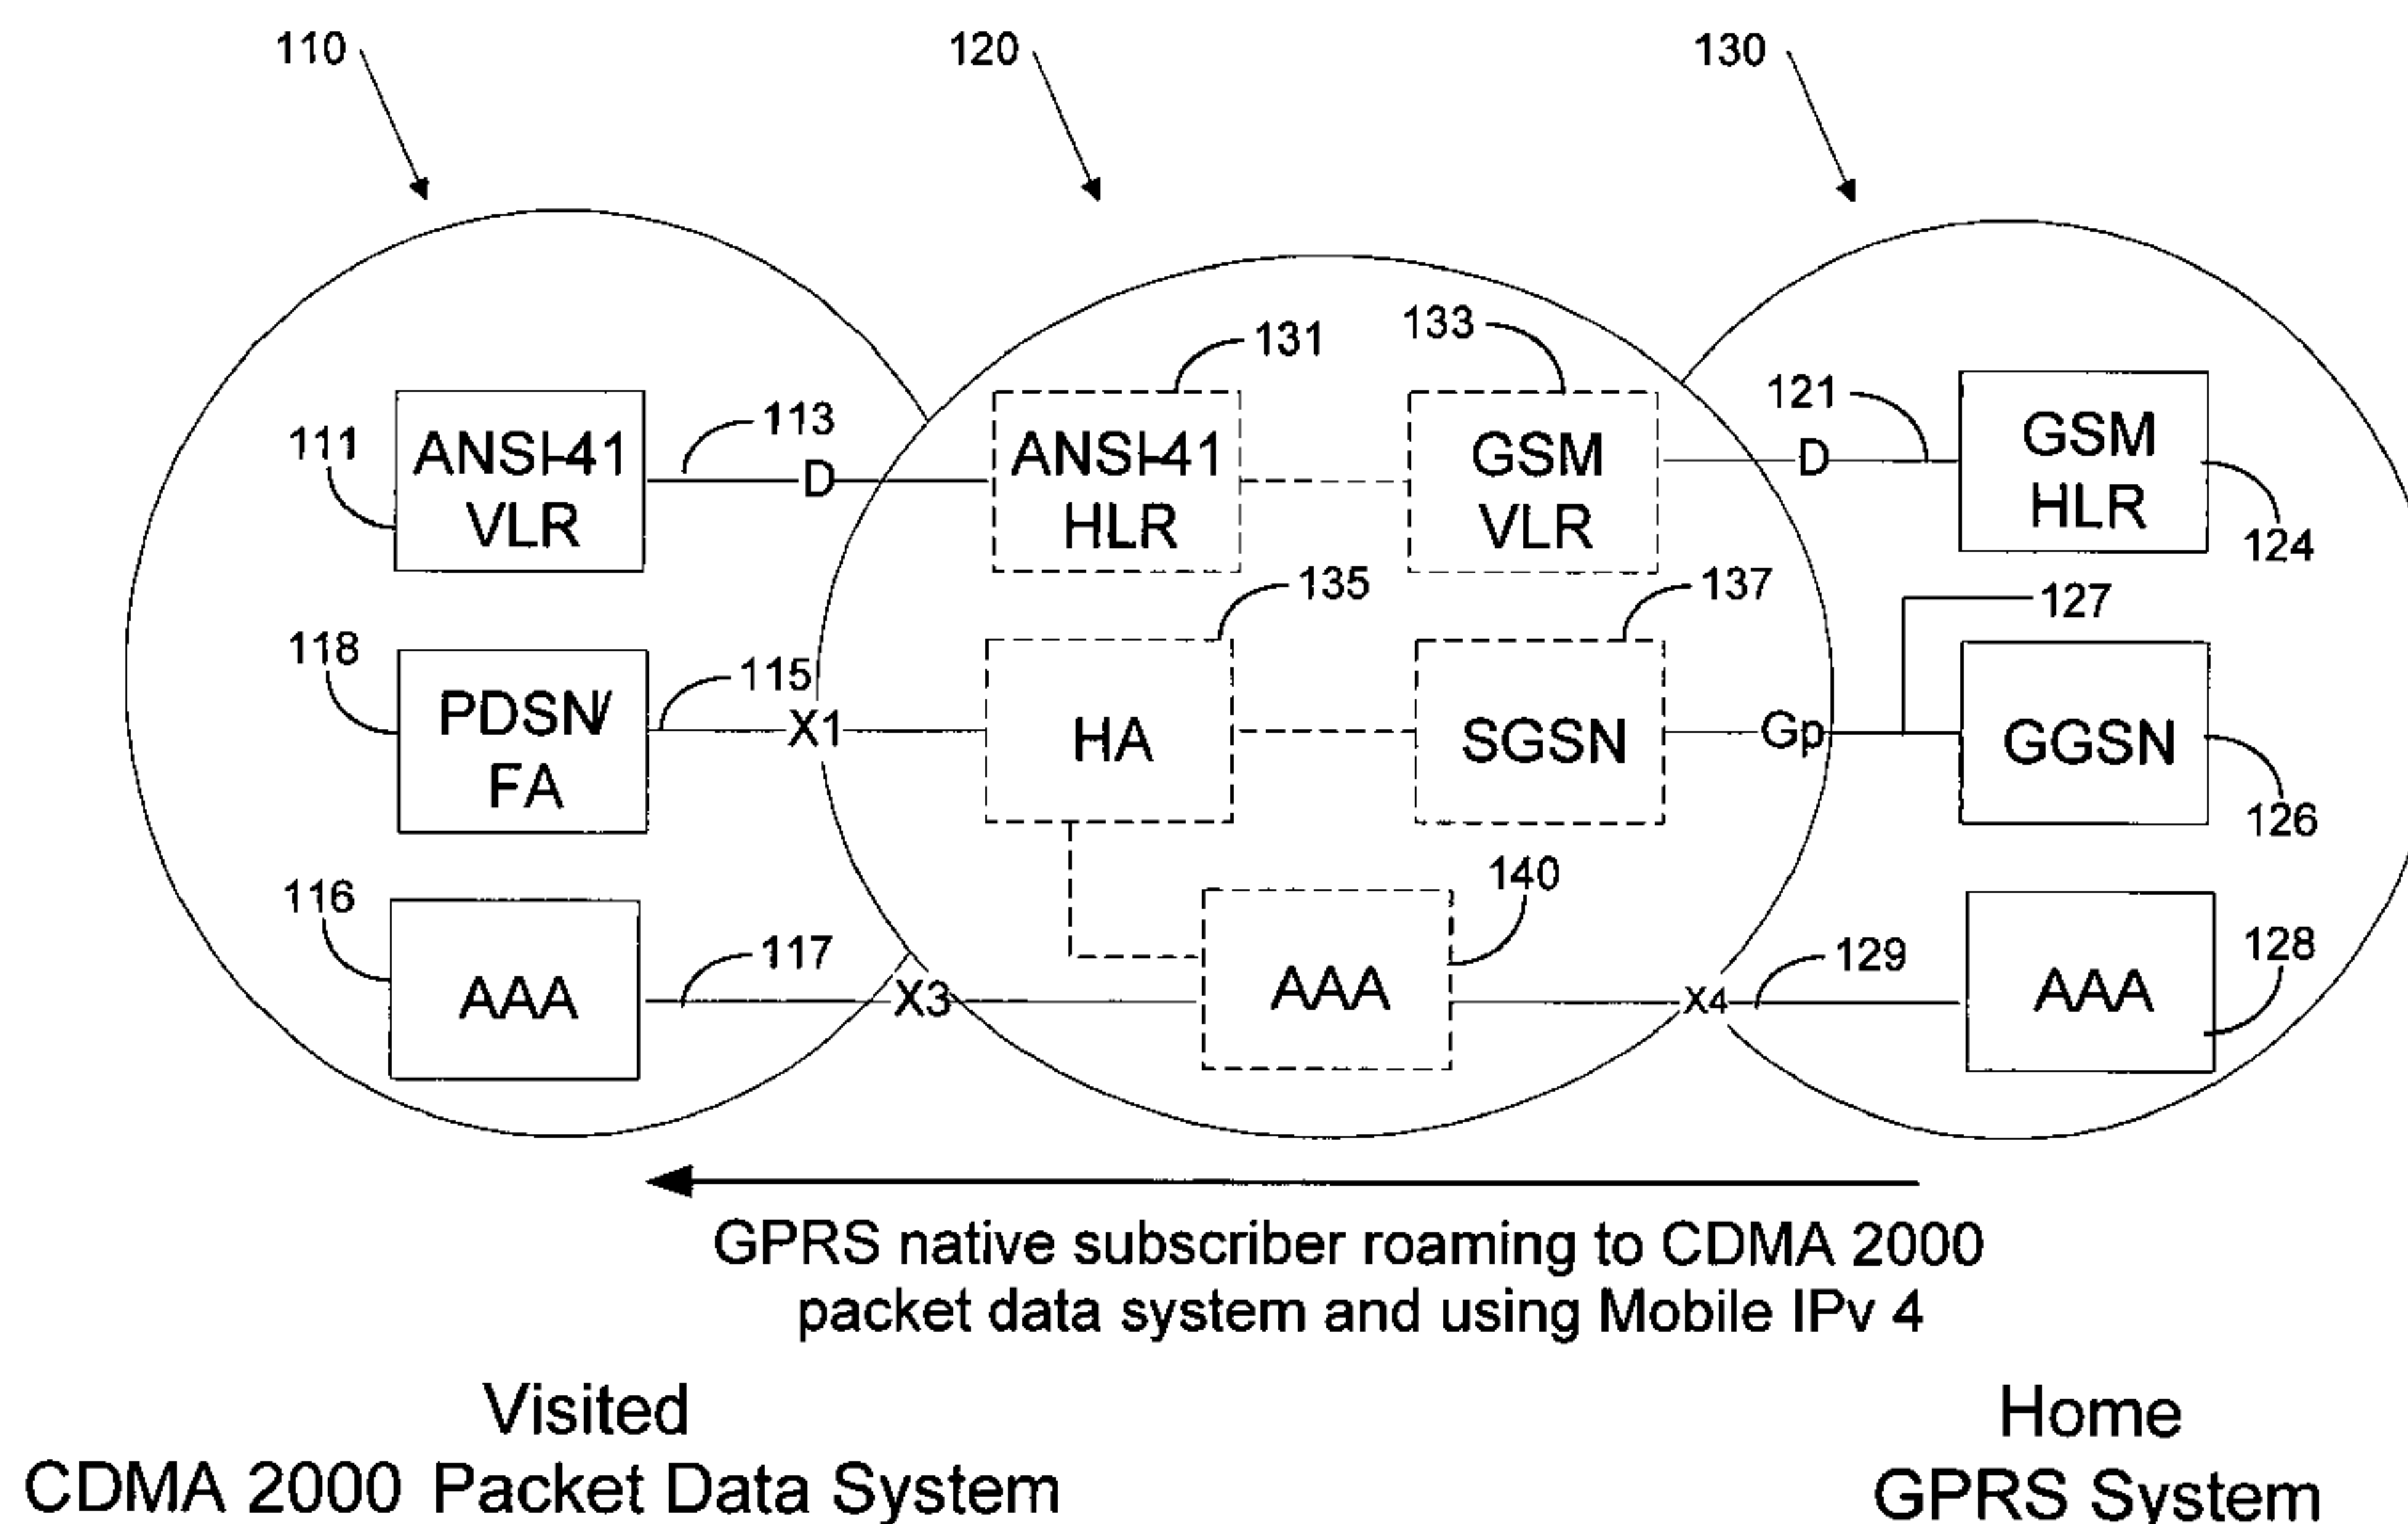 110
120
130
131
133
121
113
111
ANSI-41
VLR
D
ANSI-41
HLR
GSM
VLR
D
GSM
HLR
124
135
137
127
118
115
PDSN/
FA
X1
HA
SGSN
Gp
GGSN
126
116
117
140
129
128
AAA
X3
AAA
X4
AAA
GPRS native subscriber roaming to CDMA 2000
packet data system and using Mobile IPv 4
Visited
CDMA 2000 Packet Data System
Home
GPRS System